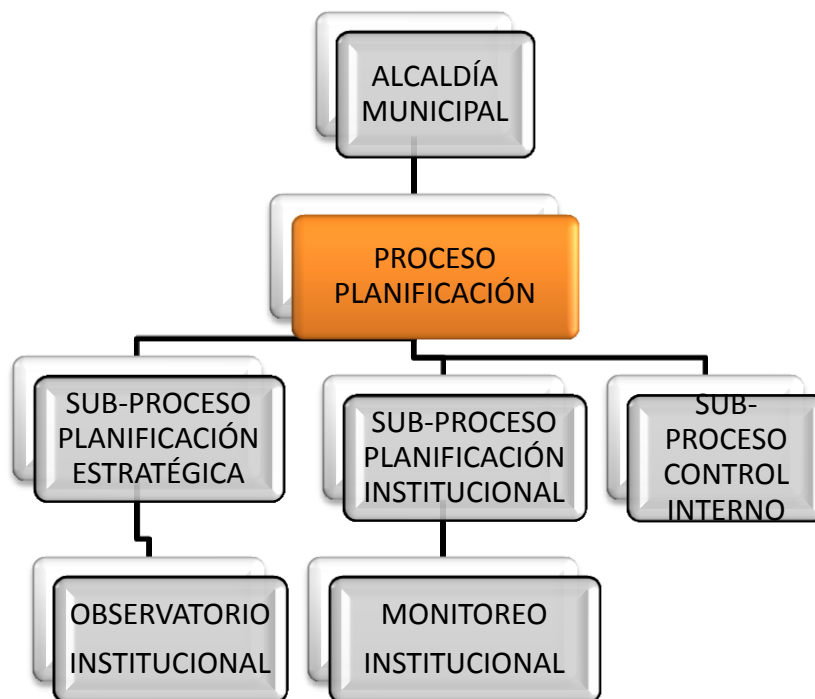 ALCALDÍA
MUNICIPAL
PROCESO
PLANIFICACIÓN
SUB-PROCESO
PLANIFICACIÓN
ESTRATÉGICA
SUB-PROCESO
PLANIFICACIÓN
INSTITUCIONAL
SUB-
PROCESO
CONTROL
INTERNO
OBSERVATORIO
INSTITUCIONAL
MONITOREO
INSTITUCIONAL